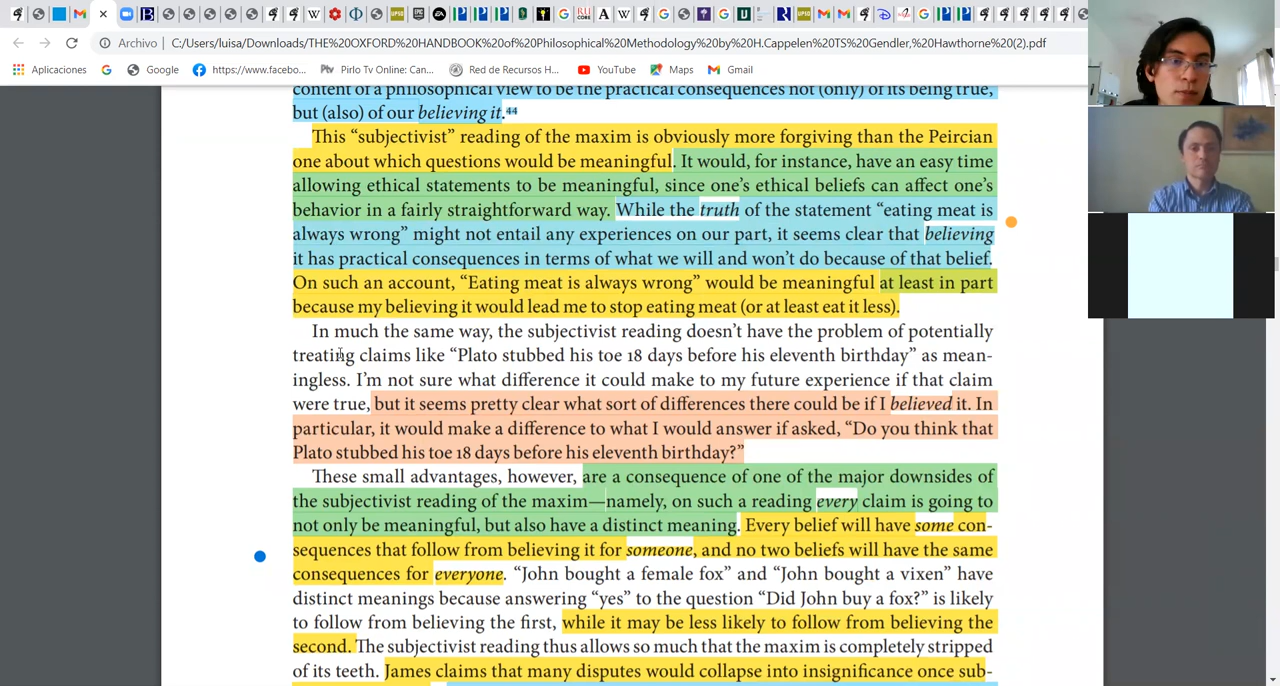 Archivo
C:/Users/luisa/Downloads/THE%20OXFORD%20HANDBOOK%20of%20Philosophical%20Methodology%20by%20H.Cappelen%20TS%20Gendler,%20Hawthorne%20(2).pdf
Aplicaciones
Google
https://www.facebo...
Pirlo Tv Online: Can...
Red de Recursos H...
YouTube
Maps
Gmail
content of a philosophical view to be the practical consequences not (only) of its being true,
but (also) of our believing it.44
This “subjectivist” reading of the maxim is obviously more forgiving than the Peircian
one about which questions would be meaningful. It would, for instance, have an easy time
allowing ethical statements to be meaningful, since one’s ethical beliefs can affect one’s
behavior in a fairly straightforward way. While the truth of the statement “eating meat is
always wrong” might not entail any experiences on our part, it seems clear that believing
it has practical consequences in terms of what we will and won’t do because of that belief.
On such an account, “Eating meat is always wrong” would be meaningful at least in part
because my believing it would lead me to stop eating meat (or at least eat it less).
In much the same way, the subjectivist reading doesn’t have the problem of potentially
treating claims like “Plato stubbed his toe 18 days before his eleventh birthday” as mean-
ingless. I’m not sure what difference it could make to my future experience if that claim
were true, but it seems pretty clear what sort of differences there could be if I believed it. In
particular, it would make a difference to what I would answer if asked, “Do you think that
Plato stubbed his toe 18 days before his eleventh birthday?”
These small advantages, however, are a consequence of one of the major downsides of
the subjectivist reading of the maxim—namely, on such a reading every claim is going to
not only be meaningful, but also have a distinct meaning. Every belief will have some con-
sequences that follow from believing it for someone, and no two beliefs will have the same
consequences for everyone. “John bought a female fox” and “John bought a vixen” have
distinct meanings because answering “yes” to the question “Did John buy a fox?” is likely
to follow from believing the first, while it may be less likely to follow from believing the
second. The subjectivist reading thus allows so much that the maxim is completely stripped
of its teeth. James claims that many disputes would collapse into insignificance once sub-